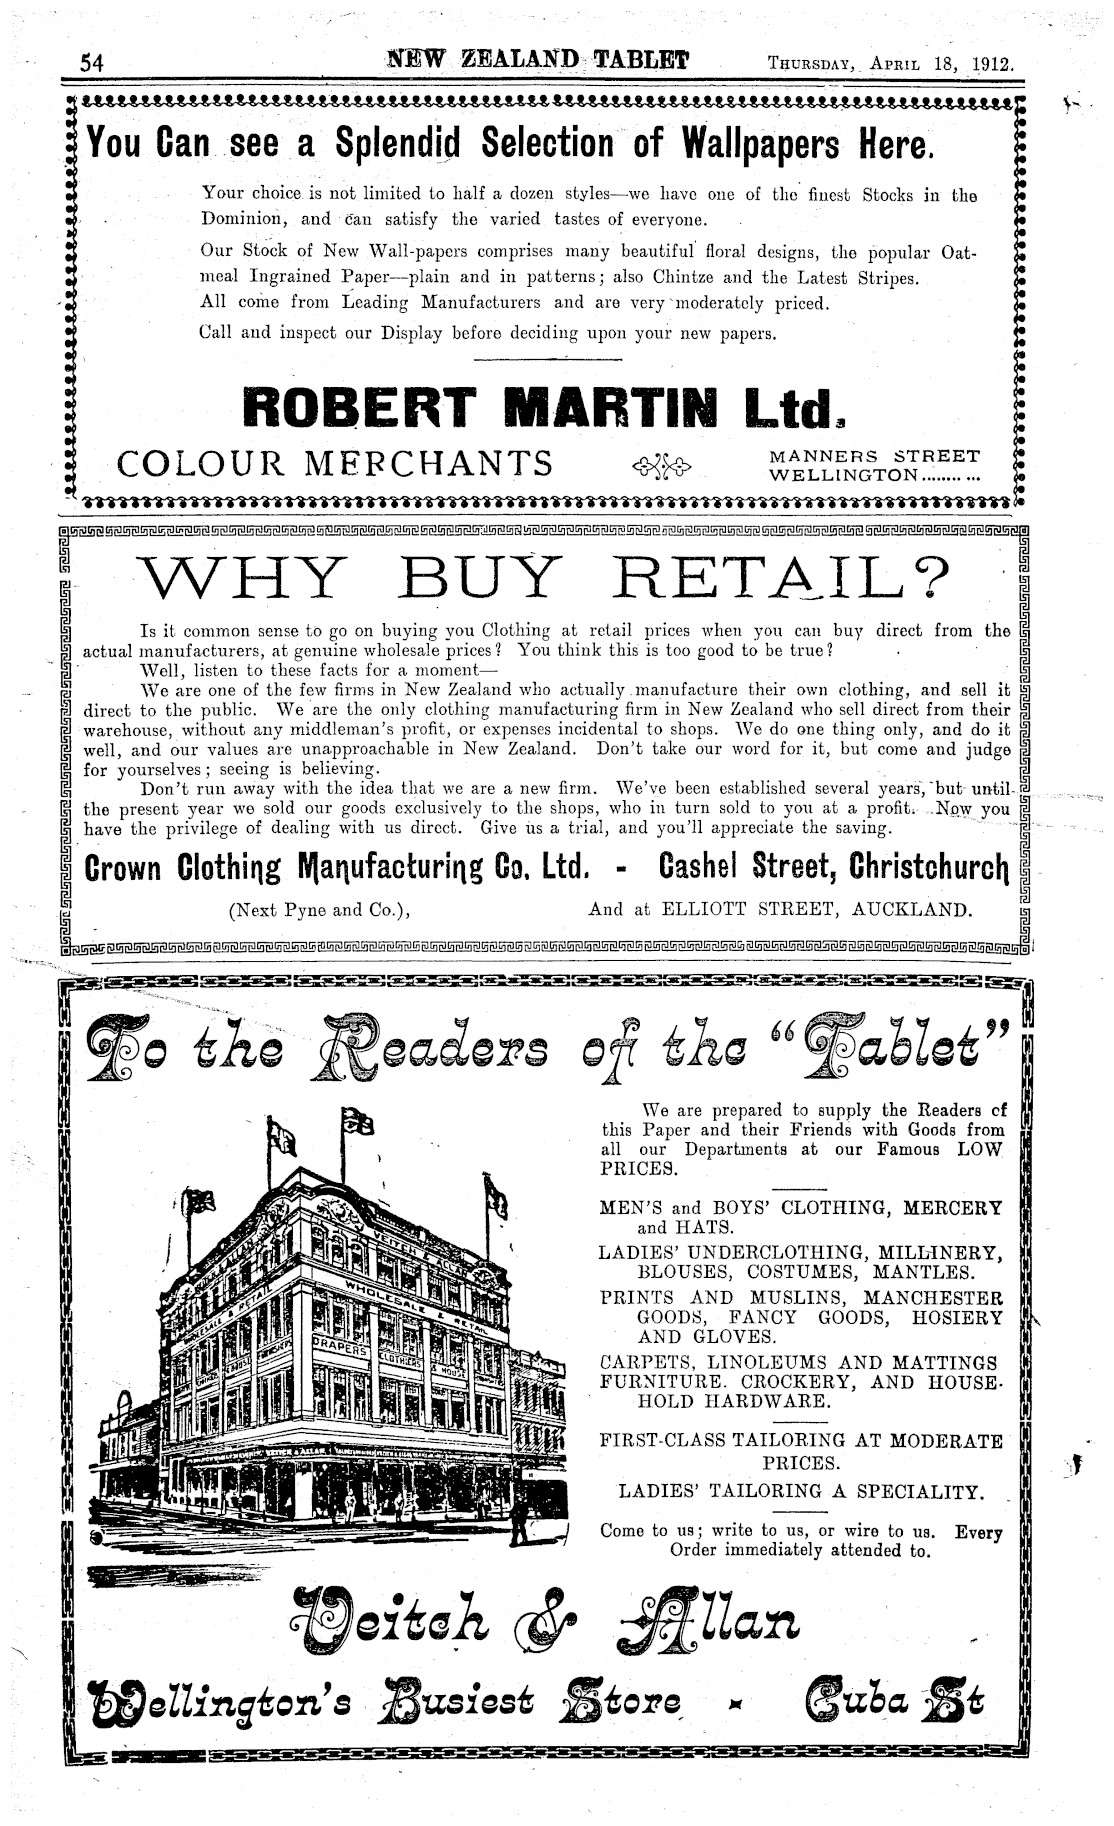 54
NEW ZEALAND TABLET
THURSDAY, APRIL 18, 1912.
You Can see a Splendid Selection of Wallpapers Here.
Your choice is not limited to half a dozen styles—we have one of the finest Stocks in the
Dominion, and can satisfy the varied tastes of everyone.
Our Stock of New Wall-papers comprises many beautiful floral designs, the popular Oat-
meal Ingrained Paper—plain and in patterns; also Chintze and the Latest Stripes.
All come from Leading Manufacturers and are very moderately priced.
Call and inspect our Display before deciding upon your new papers.
ROBERT MARTIN Ltd.
COLOUR MERCHANTS
MANNERS STREET
WELLINGTON...........
WHY BUY RETAIL?
Is it common sense to go on buying you Clothing at retail prices when you can buy direct from the
actual manufacturers, at genuine wholesale prices? You think this is too good to be true?
Well, listen to these facts for a moment—
We are one of the few firms in New Zealand who actually manufacture their own clothing, and sell it
direct to the public. We are the only clothing manufacturing firm in New Zealand who sell direct from their
warehouse, without any middleman's profit, or expenses incidental to shops. We do one thing only, and do it
well, and our values are unapproachable in New Zealand. Don't take our word for it, but come and judge
for yourselves; seeing is believing.
Don't run away with the idea that we are a new firm. We've been established several years, but until
the present year we sold our goods exclusively to the shops, who in turn sold to you at a profit. Now you
have the privilege of dealing with us direct. Give us a trial, and you'll appreciate the saving.
Crown Clothing Manufacturing Co. Ltd. - Cashel Street, Christchurch
(Next Pyne and Co.),
And at ELLIOTT STREET, AUCKLAND.
To the Readers of the "Tablet"
We are prepared to supply the Readers of
this Paper and their Friends with Goods from
all our Departments at our Famous LOW
PRICES.
MEN'S and BOYS' CLOTHING, MERCERY
and HATS.
LADIES' UNDERCLOTHING, MILLINERY,
BLOUSES, COSTUMES, MANTLES.
PRINTS AND MUSLINS, MANCHESTER
GOODS, FANCY GOODS, HOSIERY
AND GLOVES.
CARPETS, LINOLEUMS AND MATTINGS
FURNITURE. CROCKERY, AND HOUSE-
HOLD HARDWARE.
FIRST-CLASS TAILORING AT MODERATE
PRICES.
LADIES' TAILORING A SPECIALITY.
Come to us; write to us, or wire to us. Every
Order immediately attended to.
VEITCH & ALLAN
WHOLESALE & RETAIL
WHOLESALE & RETAIL
DRAPERS CLOTHIERS & HOUSE
Veitch & Allan
Wellington's Busiest Store - Cuba St